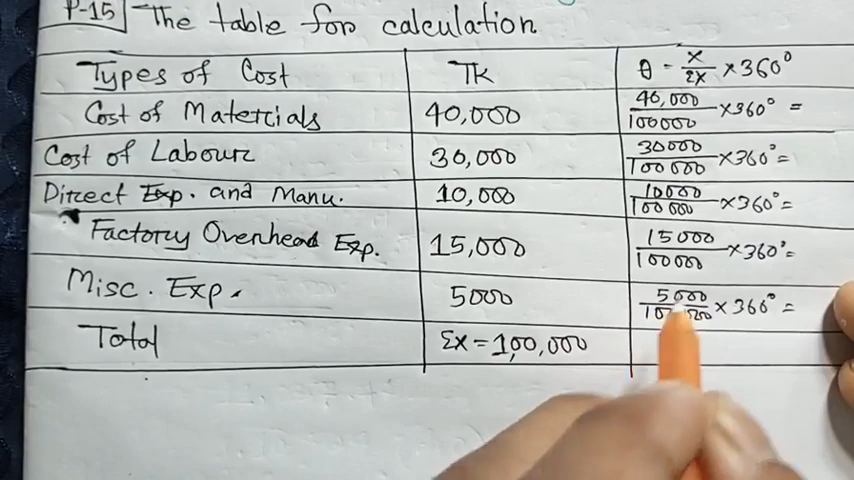 P-15 The table for calculation
Types of Cost TK θ = x/Σx ×360°
Cost of Materials 40,000 40,000/100000 ×360° =
Cost of Labour 30,000 30000/100000 ×360° =
Direct Exp. and Manu. 10,000 10000/100000 ×360° =
Factory Overhead Exp. 15,000 15000/100000 ×360° =
Misc. Exp. 5000 5000/100000 ×360° =
Total Σx = 1,00,000